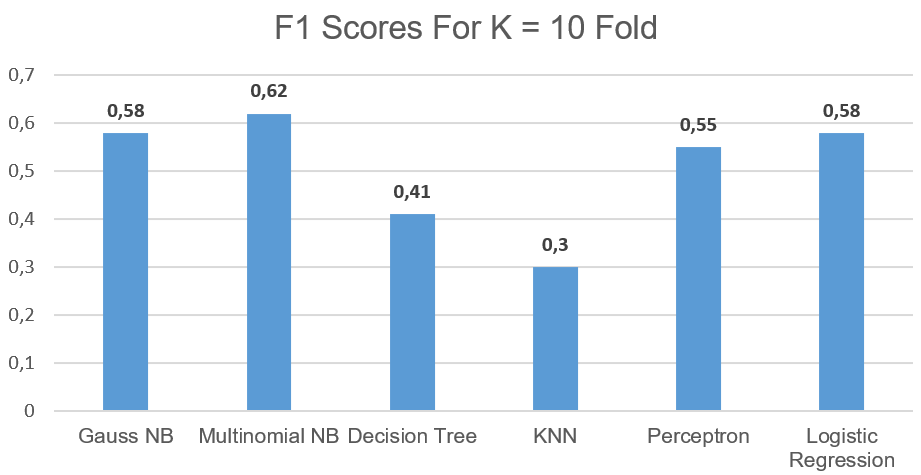 F1 Scores For K = 10 Fold
0,7
0,6
0,5
0,4
0,3
0,2
0,1
0
0,58
0,62
0,41
0,3
0,55
0,58
Gauss NB
Multinomial NB
Decision Tree
KNN
Perceptron
Logistic
Regression